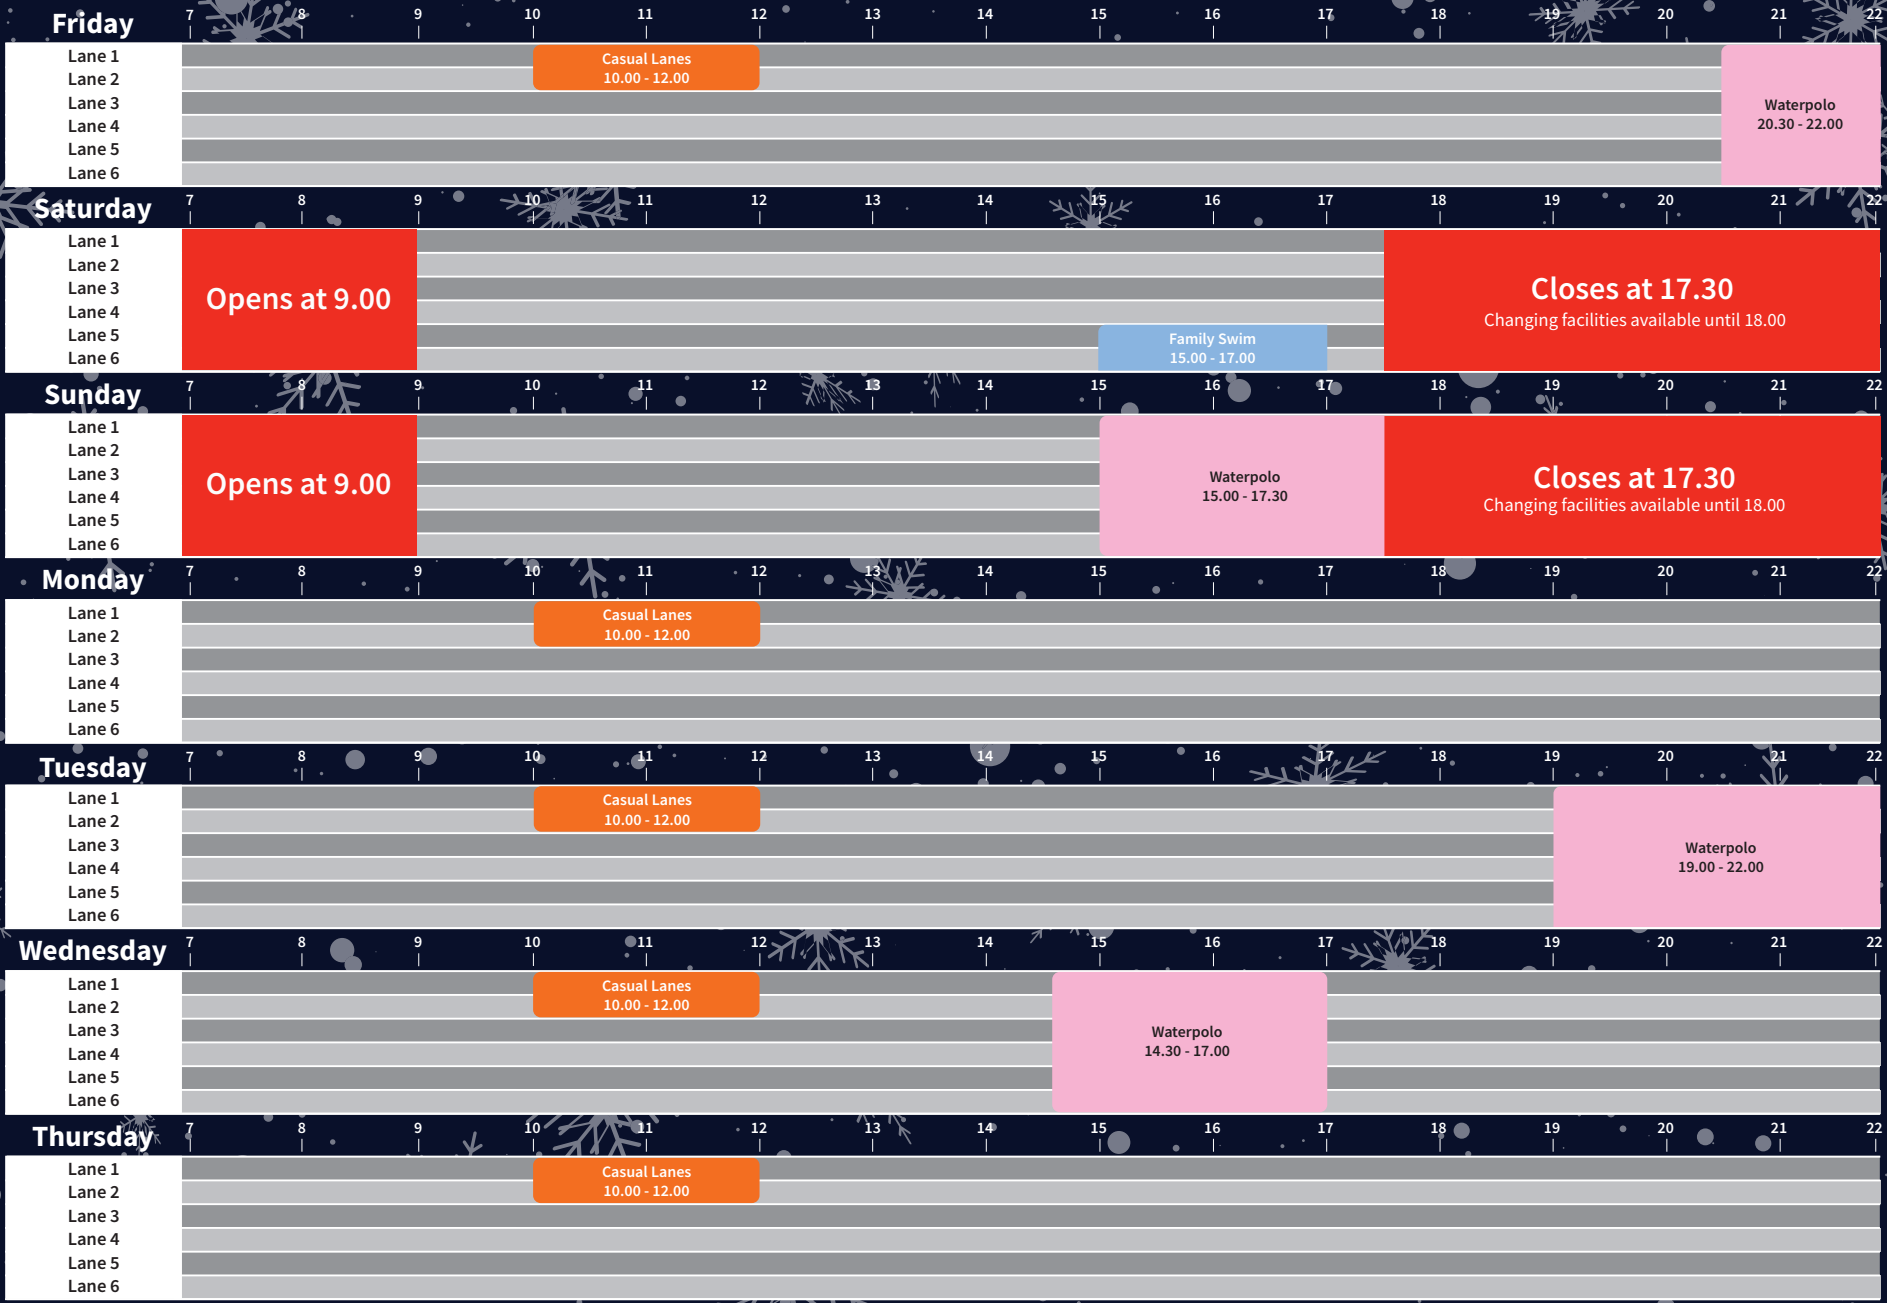 Friday
7 8 9 10 11 12 13 14 15 16 17 18 19 20 21 22
Lane 1
Lane 2
Lane 3
Lane 4
Lane 5
Lane 6
Casual Lanes
10.00 - 12.00
Waterpolo
20.30 - 22.00
Saturday
7 8 9 10 11 12 13 14 15 16 17 18 19 20 21 22
Lane 1
Lane 2
Lane 3
Lane 4
Lane 5
Lane 6
Opens at 9.00
Family Swim
15.00 - 17.00
Closes at 17.30
Changing facilities available until 18.00
Sunday
7 8 9 10 11 12 13 14 15 16 17 18 19 20 21 22
Lane 1
Lane 2
Lane 3
Lane 4
Lane 5
Lane 6
Opens at 9.00
Waterpolo
15.00 - 17.30
Closes at 17.30
Changing facilities available until 18.00
Monday
7 8 9 10 11 12 13 14 15 16 17 18 19 20 21 22
Lane 1
Lane 2
Lane 3
Lane 4
Lane 5
Lane 6
Casual Lanes
10.00 - 12.00
Tuesday
7 8 9 10 11 12 13 14 15 16 17 18 19 20 21 22
Lane 1
Lane 2
Lane 3
Lane 4
Lane 5
Lane 6
Casual Lanes
10.00 - 12.00
Waterpolo
19.00 - 22.00
Wednesday
7 8 9 10 11 12 13 14 15 16 17 18 19 20 21 22
Lane 1
Lane 2
Lane 3
Lane 4
Lane 5
Lane 6
Casual Lanes
10.00 - 12.00
Waterpolo
14.30 - 17.00
Thursday
7 8 9 10 11 12 13 14 15 16 17 18 19 20 21 22
Lane 1
Lane 2
Lane 3
Lane 4
Lane 5
Lane 6
Casual Lanes
10.00 - 12.00